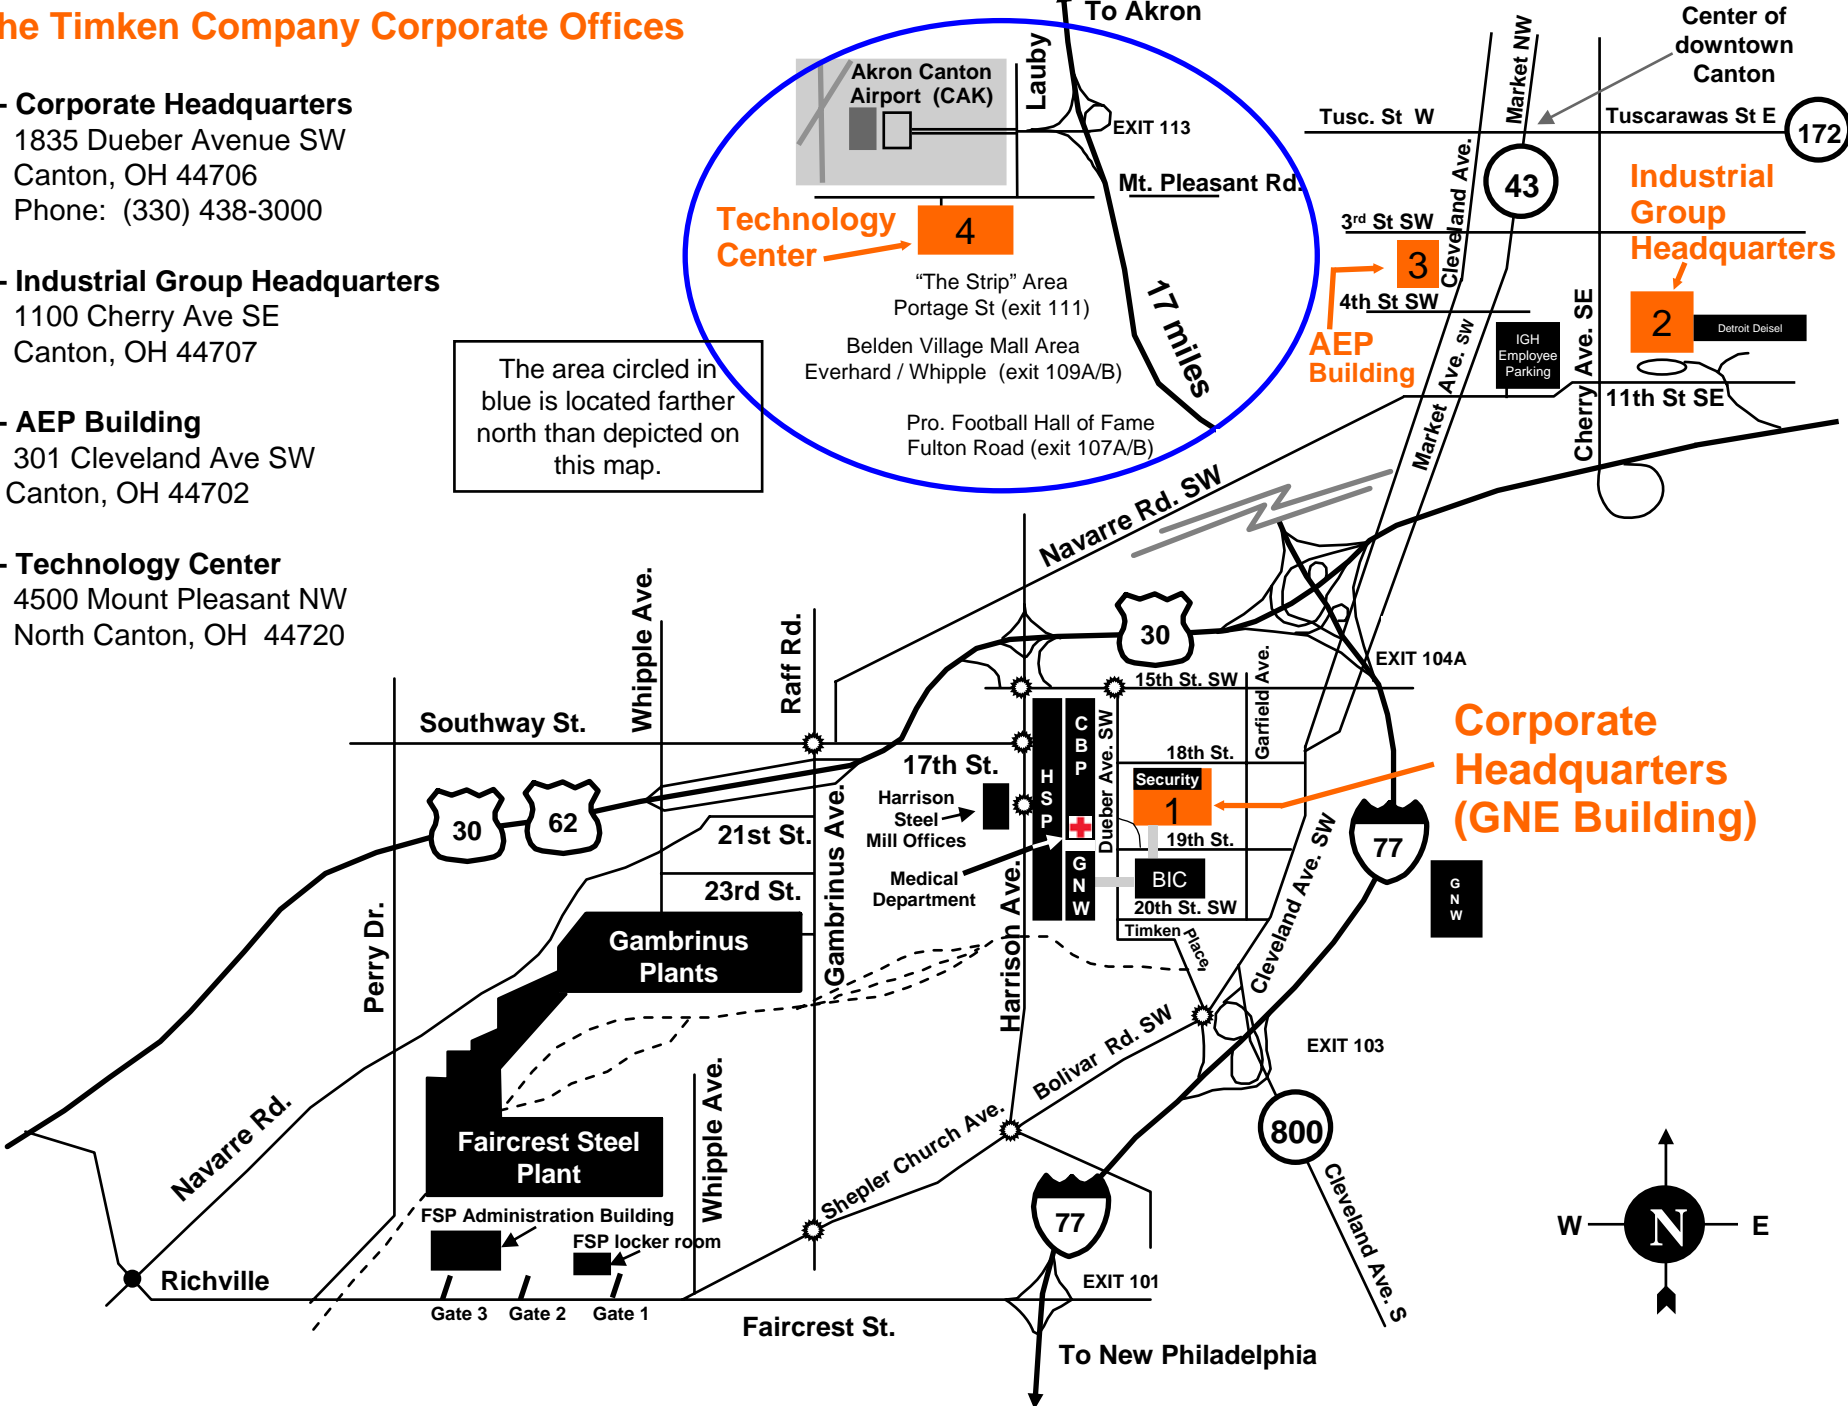 he Timken Company Corporate Offices
- Corporate Headquarters
1835 Dueber Avenue SW
Canton, OH 44706
Phone: (330) 438-3000
- Industrial Group Headquarters
1100 Cherry Ave SE
Canton, OH 44707
- AEP Building
301 Cleveland Ave SW
Canton, OH 44702
- Technology Center
4500 Mount Pleasant NW
North Canton, OH 44720
The area circled in
blue is located farther
north than depicted on
this map.
To Akron
Lauby
Akron Canton
Airport (CAK)
EXIT 113
Mt. Pleasant Rd.
Technology
Center
4
"The Strip" Area
Portage St (exit 111)
Belden Village Mall Area
Everhard / Whipple (exit 109A/B)
Pro. Football Hall of Fame
Fulton Road (exit 107A/B)
17 miles
Center of
downtown
Canton
Market NW
Tusc. St W
Tuscarawas St E
172
Cleveland Ave.
43
Industrial
Group
Headquarters
3rd St SW
3
4th St SW
AEP
Building
Market Ave. SW
IGH
Employee
Parking
Cherry Ave. SE
2
Detroit Deisel
11th St SE
Market Ave.
Navarre Rd. SW
30
EXIT 104A
Whipple Ave.
Raff Rd.
Southway St.
15th St. SW
Garfield Ave.
Dueber Ave. SW
18th St.
17th St.
HSP
CBP
Security
1
Corporate
Headquarters
(GNE Building)
Harrison
Steel
Mill Offices
19th St.
Medical
Department
GNW
BIC
20th St. SW
Timken Place
30
62
21st St.
23rd St.
Gambrinus Ave.
Harrison Ave.
Cleveland Ave. SW
77
GNW
Perry Dr.
Gambrinus
Plants
Cleveland Ave. SW
Bolivar Rd. SW
EXIT 103
800
Navarre Rd.
Faircrest Steel
Plant
Whipple Ave.
Shepler Church Ave.
77
Cleveland Ave. S
FSP Administration Building
FSP locker room
Richville
Gate 3
Gate 2
Gate 1
Faircrest St.
EXIT 101
To New Philadelphia
W
N
E